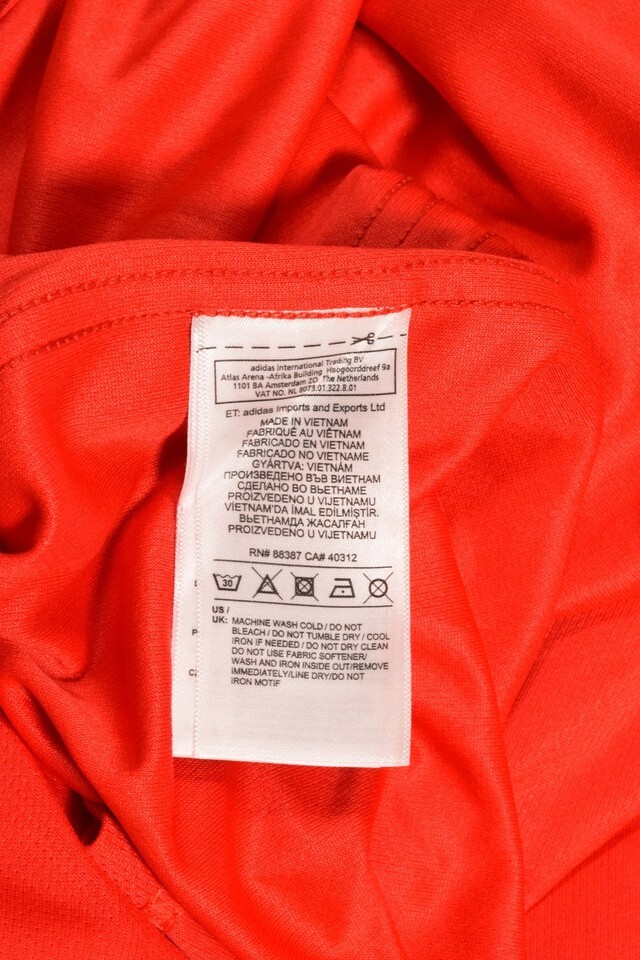 adidas International Trading BV
Atlas Arena -Afrika Building Hoogoorddreef 9a
1101 BA Amsterdam ZO The Netherlands
VAT NO. NL 8073.01.322.B.01
ET: adidas Imports and Exports Ltd
MADE IN VIETNAM
FABRIQUÉ AU VIÊTNAM
FABRICADO EN VIETNAM
FABRICADO NO VIETNAME
GYÁRTVA: VIETNÁM
ПРОИЗВЕДЕНО ВЪВ ВИЕТНАМ
СДЕЛАНО ВО ВЬЕТНАМЕ
PROIZVEDENO U VIJETNAMU
VİETNAM'DA İMAL EDİLMİŞTİR.
ВЬЕТНАМДА ЖАСАЛҒАН
PROIZVEDENO U VIJETNAMU
RN# 88387 CA# 40312
30
US /
UK: MACHINE WASH COLD / DO NOT
BLEACH / DO NOT TUMBLE DRY / COOL
IRON IF NEEDED / DO NOT DRY CLEAN
DO NOT USE FABRIC SOFTENER/
WASH AND IRON INSIDE OUT/REMOVE
IMMEDIATELY/LINE DRY/DO NOT
IRON MOTIF